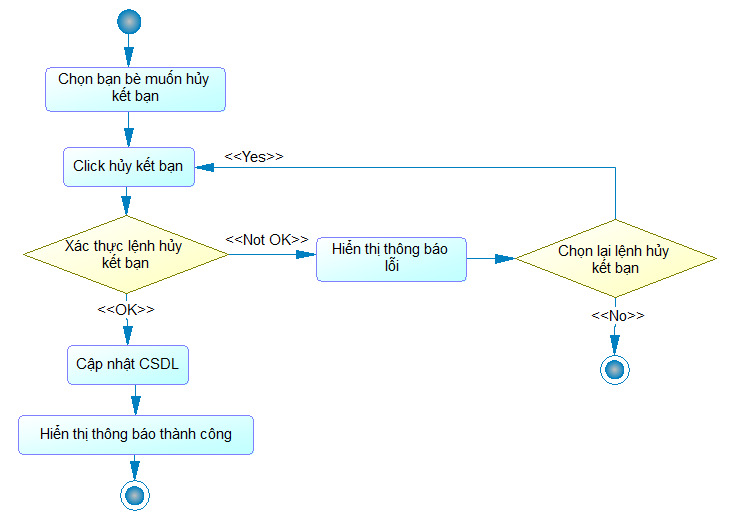 Chọn bạn bè muốn hủy
kết bạn
Click hủy kết bạn
<<Yes>>
Xác thực lệnh hủy
kết bạn
<<Not OK>>
Hiển thị thông báo
lỗi
Chọn lại lệnh hủy
kết bạn
<<OK>>
<<No>>
Cập nhật CSDL
Hiển thị thông báo thành công